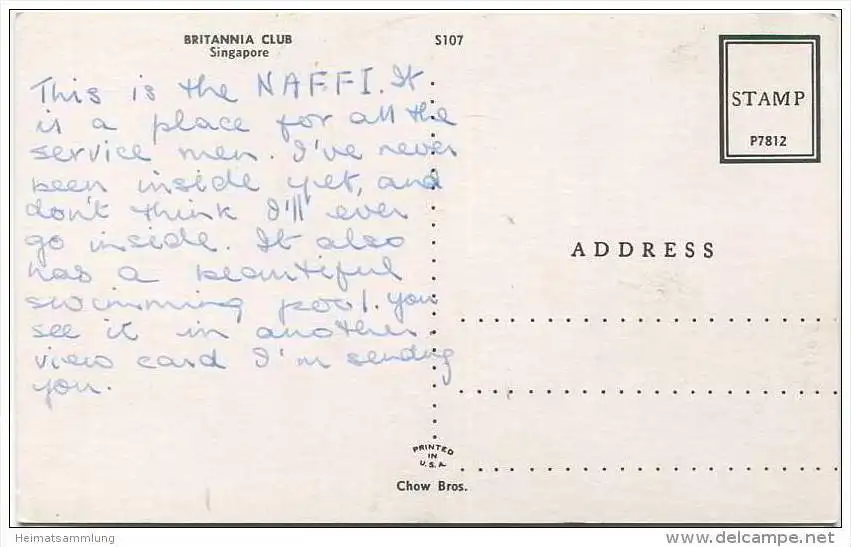 BRITANNIA CLUB
Singapore
S107
This is the NAFFI. It
is a place for all the
service men. I've never
been inside yet, and
don't think I'll ever
go inside. It also
has a beautiful
swimming pool. you
see it in another
view card I'm sending
you.
STAMP
P7812
ADDRESS
PRINTED
IN
U.S.A.
Chow Bros.
Heimatsammlung
delcampe.net